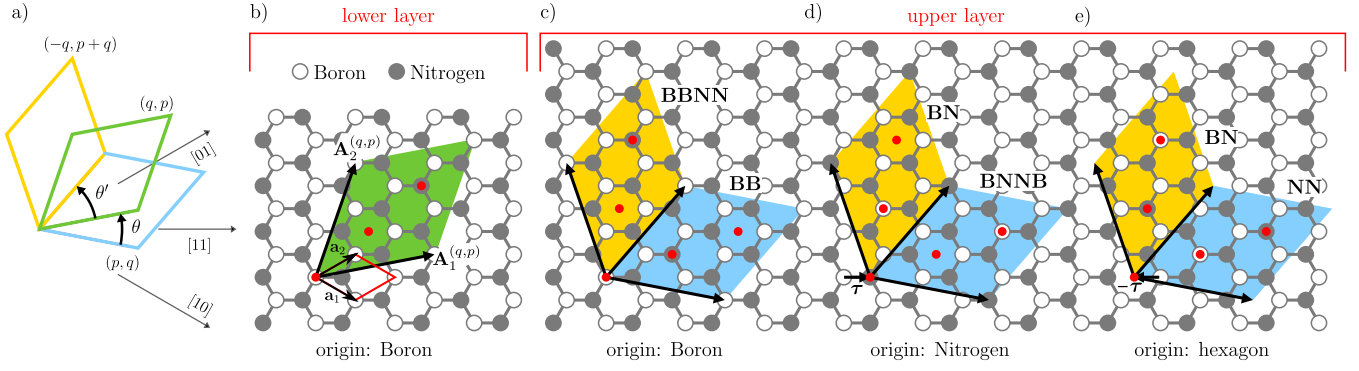 a)
(−q, p + q)
(q, p)
[01]
θ′
θ
[11]
(p, q)
[10]
b)
lower layer
Boron
Nitrogen
A₂^(q,p)
a₂
A₁^(q,p)
a₁
origin: Boron
upper layer
c)
BBNN
BB
origin: Boron
d)
BN
BNNB
τ
origin: Nitrogen
e)
BN
NN
−τ
origin: hexagon